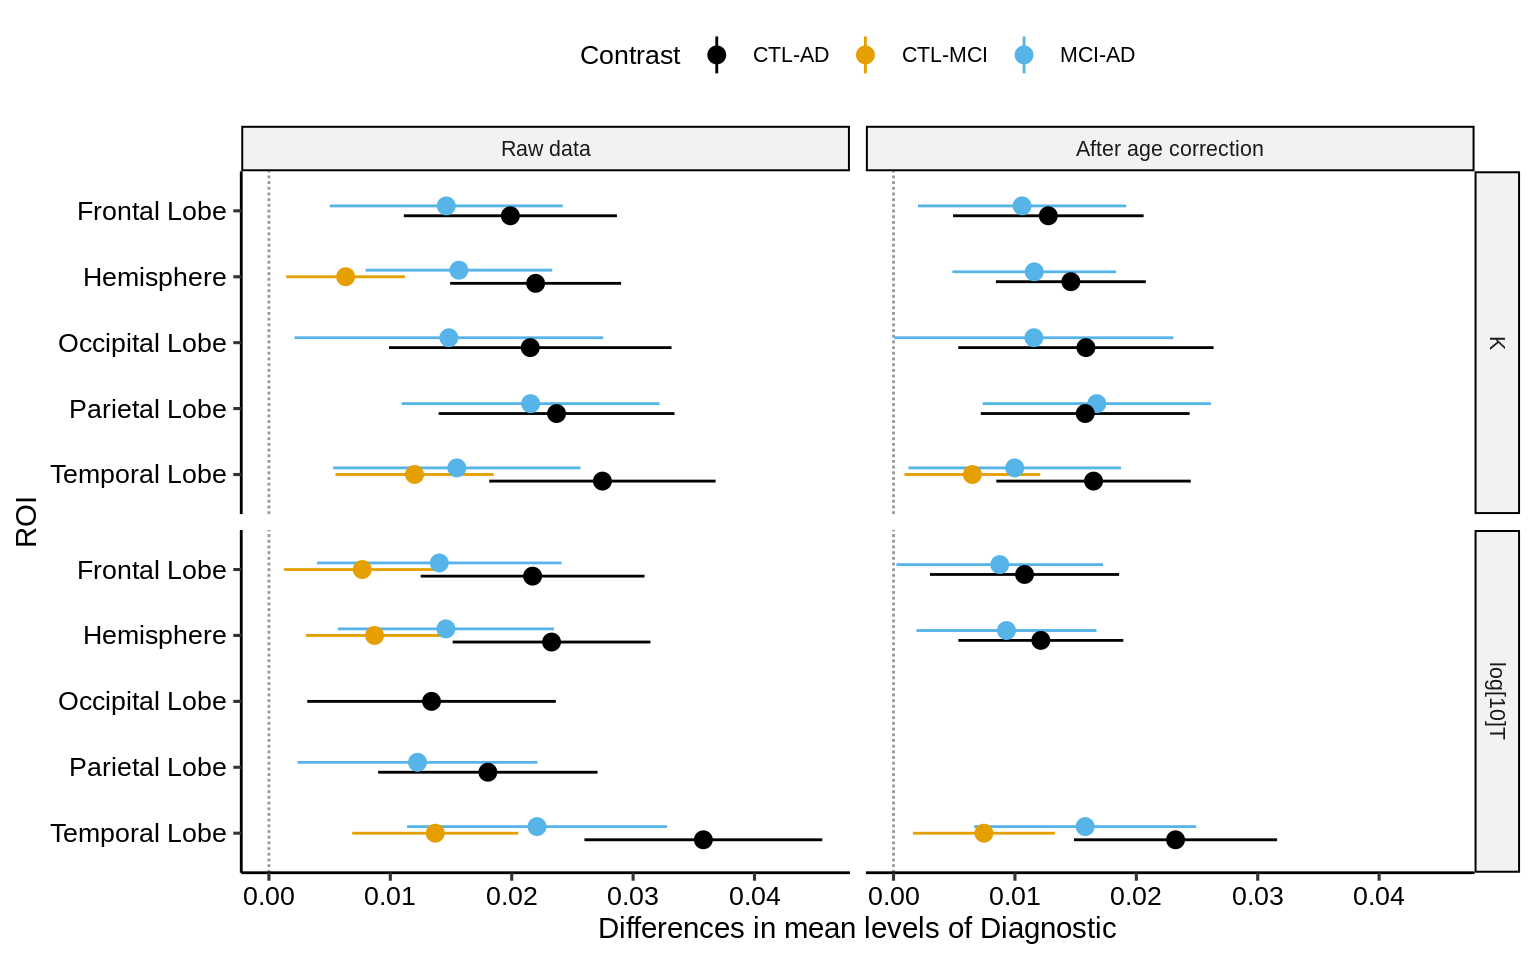 Contrast CTL-AD CTL-MCI MCI-AD
Raw data After age correction
Frontal Lobe
Hemisphere
Occipital Lobe
Parietal Lobe
Temporal Lobe
K
ROI
Frontal Lobe
Hemisphere
Occipital Lobe
Parietal Lobe
Temporal Lobe
log[10]T
0.00 0.01 0.02 0.03 0.04 0.00 0.01 0.02 0.03 0.04
Differences in mean levels of Diagnostic